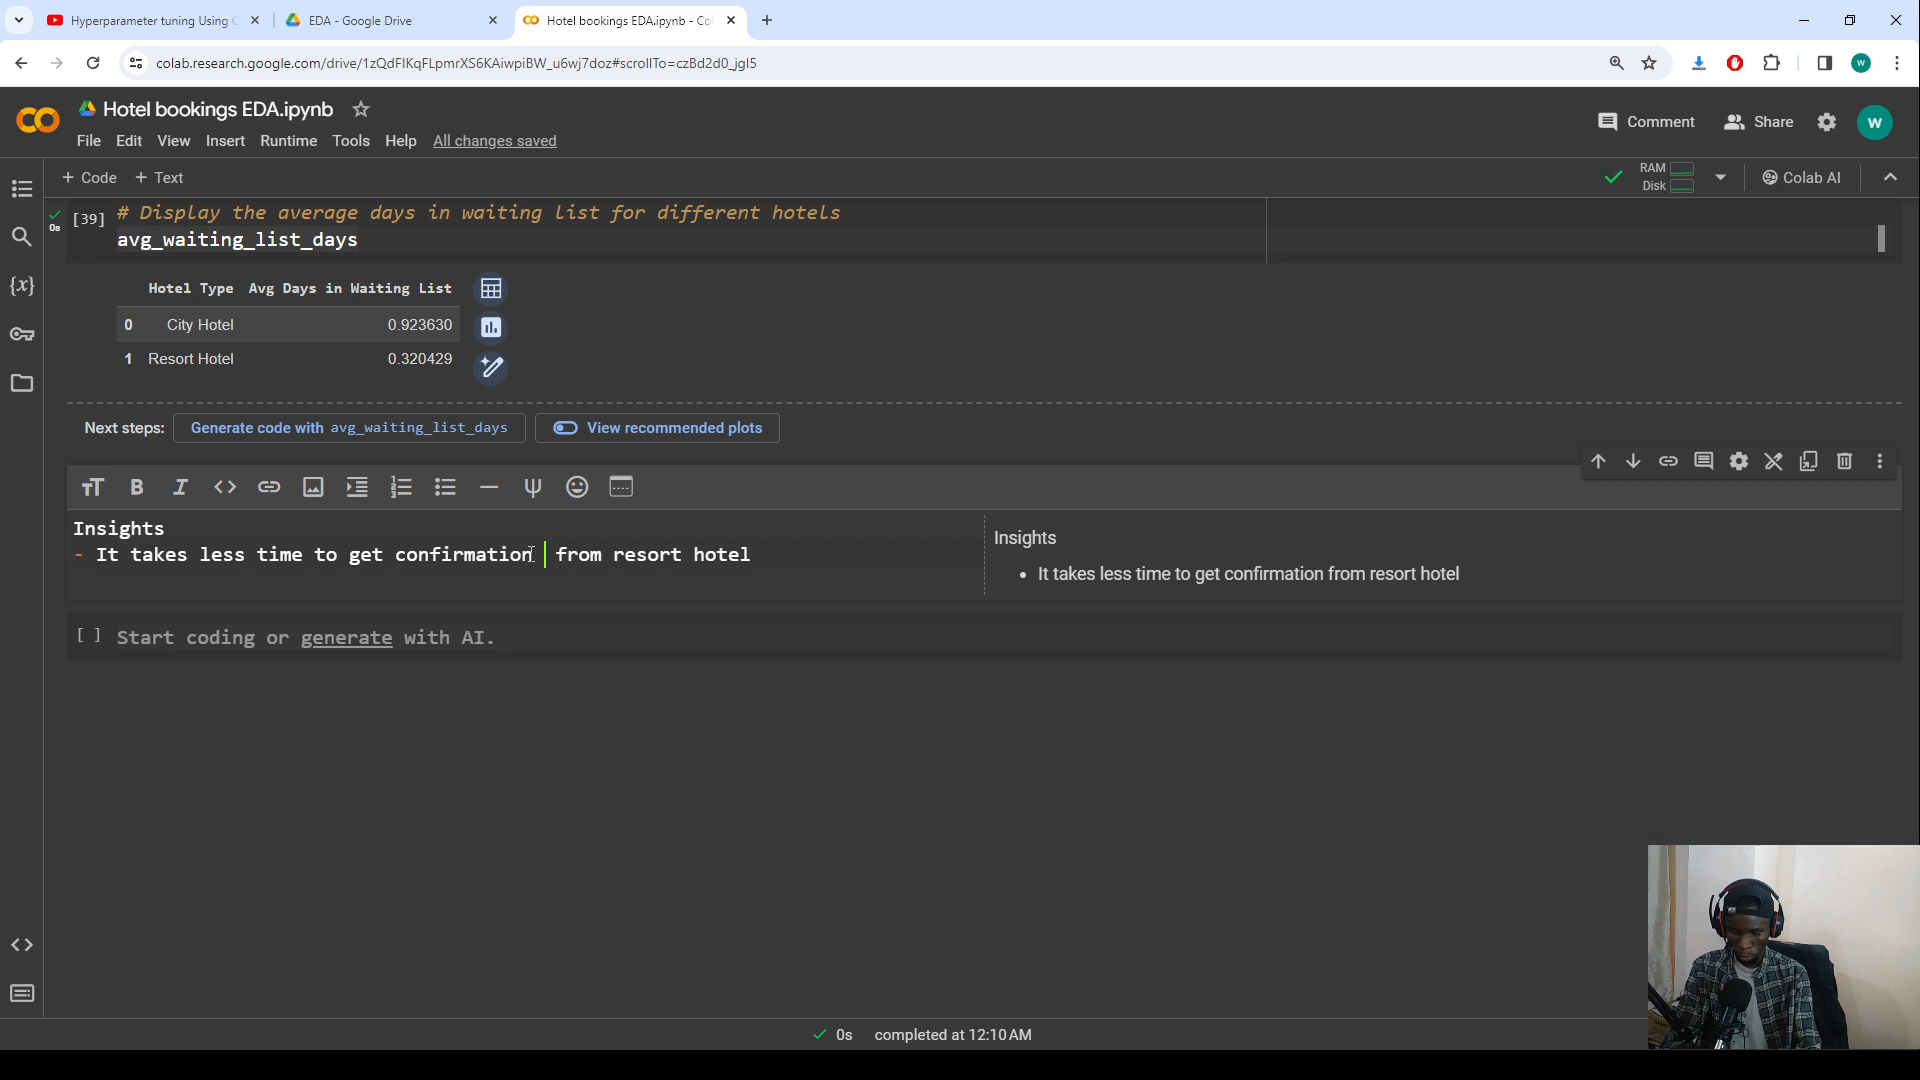 Hyperparameter tuning Using
EDA - Google Drive
Hotel bookings EDA.ipynb - Co
colab.research.google.com/drive/1zQdFIKqFLpmrXS6KAiwpiBW_u6wj7doz#scrollTo=czBd2d0_jgI5
W
Hotel bookings EDA.ipynb
Comment
Share
W
File Edit View Insert Runtime Tools Help All changes saved
+ Code + Text
RAM
Disk
Colab AI
[39] # Display the average days in waiting list for different hotels
0s
avg_waiting_list_days
Hotel Type Avg Days in Waiting List
0 City Hotel 0.923630
1 Resort Hotel 0.320429
Next steps: Generate code with avg_waiting_list_days View recommended plots
Insights
- It takes less time to get confirmation from resort hotel
Insights
• It takes less time to get confirmation from resort hotel
[ ] Start coding or generate with AI.
0s completed at 12:10 AM